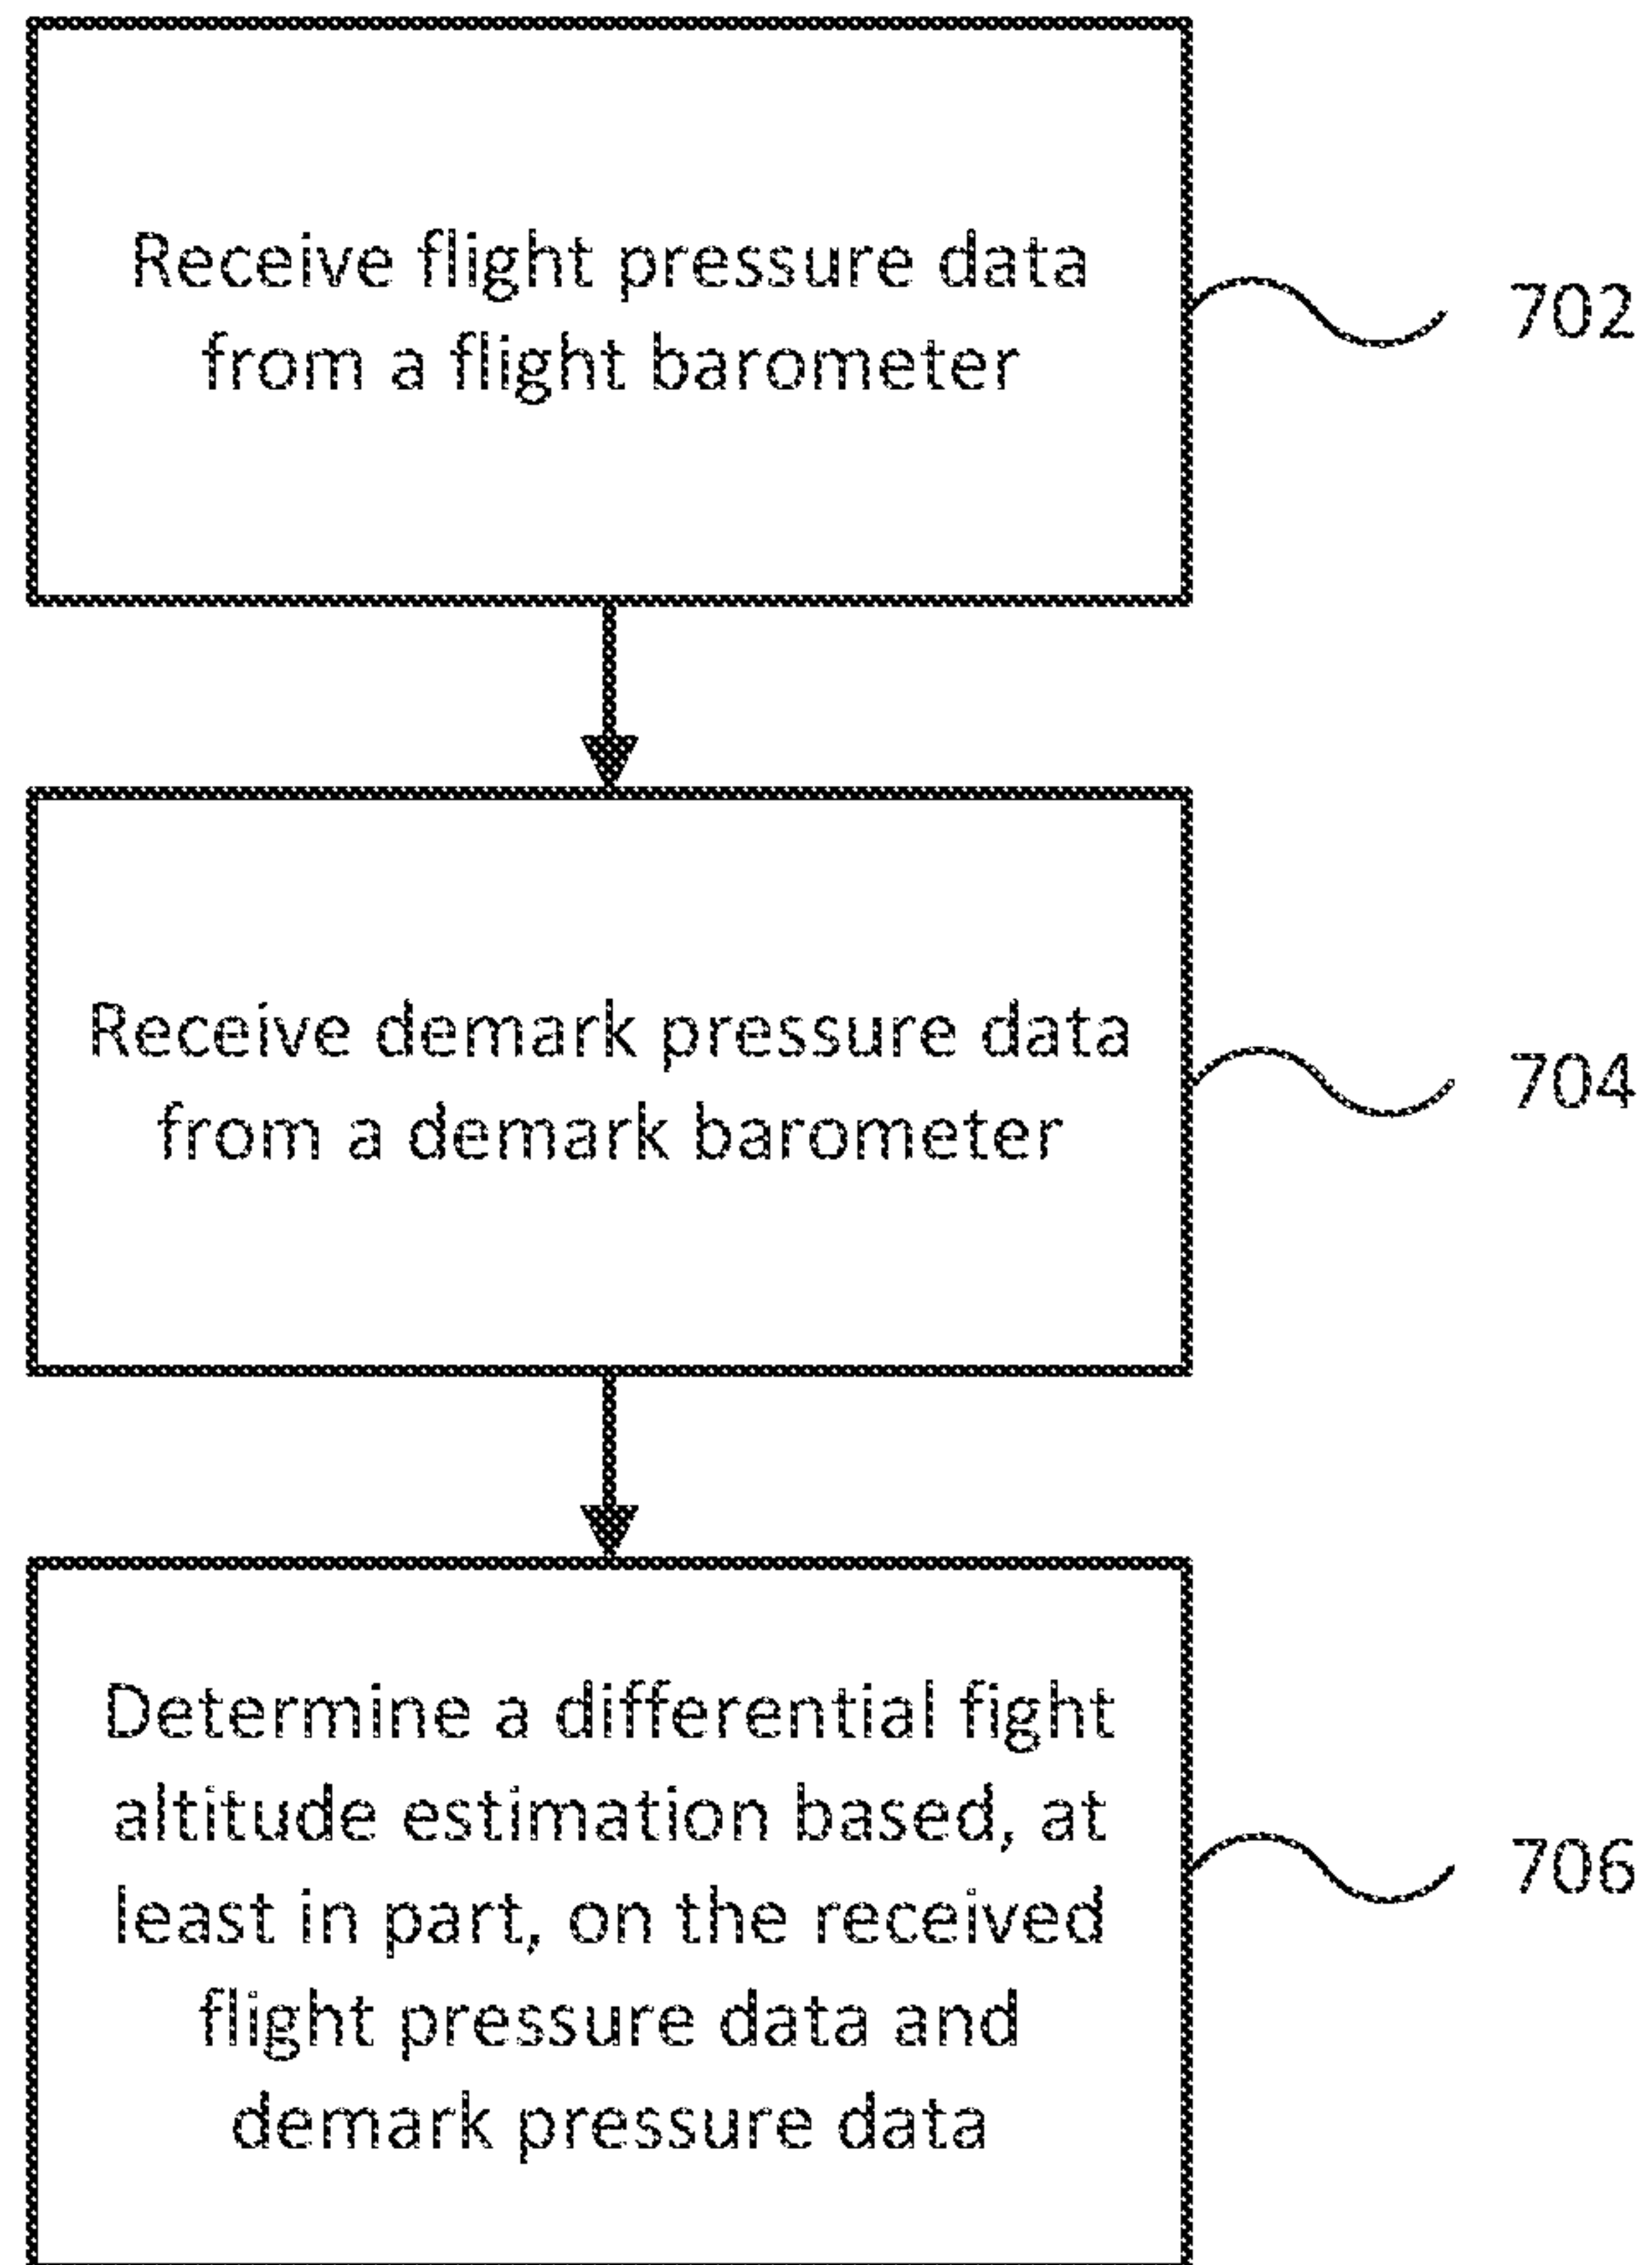 Receive flight pressure data
from a flight barometer
702
Receive demark pressure data
from a demark barometer
704
Determine a differential fight
altitude estimation based, at
least in part, on the received
flight pressure data and
demark pressure data
706